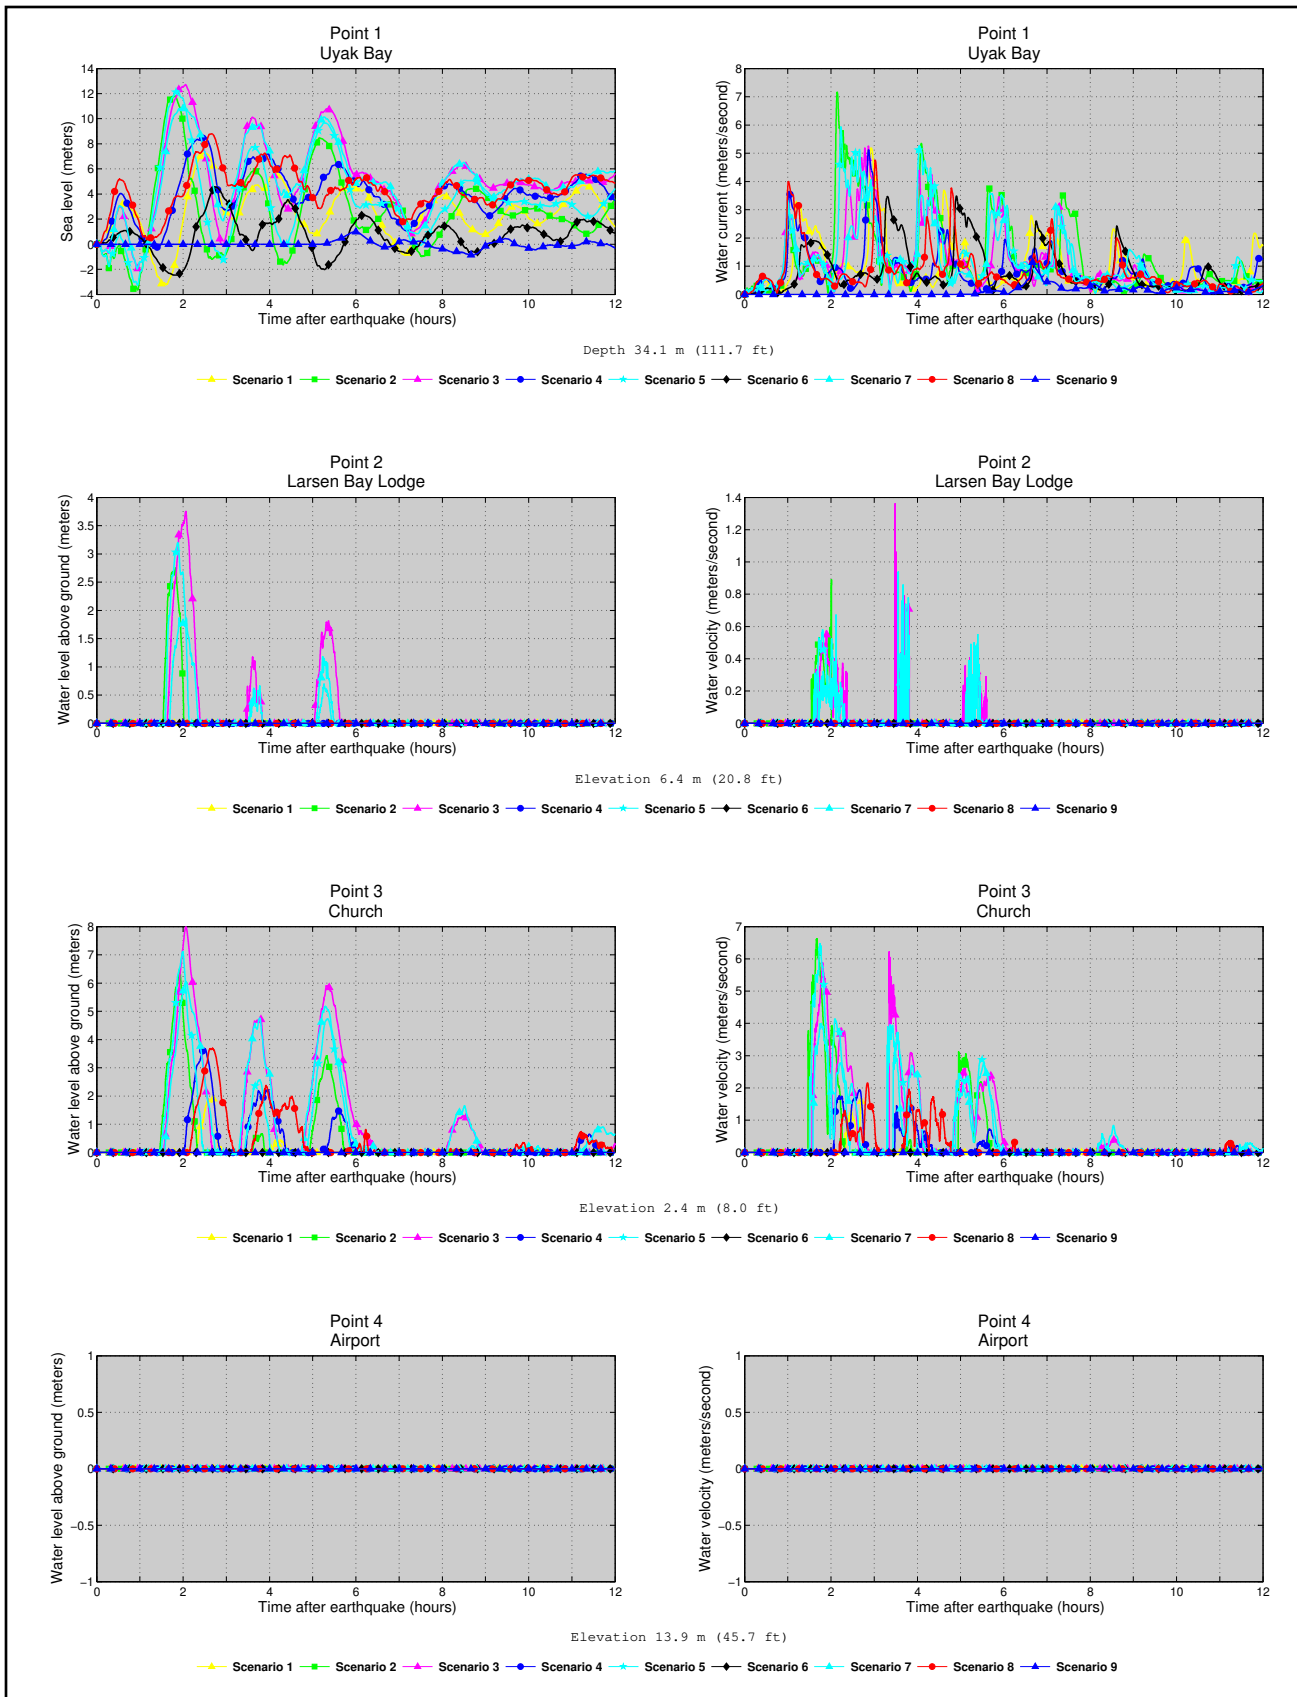 Point 1
Uyak Bay
Sea level (meters)
14
12
10
8
6
4
2
0
−2
−4
0 2 4 6 8 10 12
Time after earthquake (hours)
Point 1
Uyak Bay
Water current (meters/second)
8
7
6
5
4
3
2
1
0
0 2 4 6 8 10 12
Time after earthquake (hours)
Depth 34.1 m (111.7 ft)
Scenario 1 Scenario 2 Scenario 3 Scenario 4 Scenario 5 Scenario 6 Scenario 7 Scenario 8 Scenario 9
Point 2
Larsen Bay Lodge
Water level above ground (meters)
4
3.5
3
2.5
2
1.5
1
0.5
0
0 2 4 6 8 10 12
Time after earthquake (hours)
Point 2
Larsen Bay Lodge
Water velocity (meters/second)
1.4
1.2
1
0.8
0.6
0.4
0.2
0
0 2 4 6 8 10 12
Time after earthquake (hours)
Elevation 6.4 m (20.8 ft)
Scenario 1 Scenario 2 Scenario 3 Scenario 4 Scenario 5 Scenario 6 Scenario 7 Scenario 8 Scenario 9
Point 3
Church
Water level above ground (meters)
8
7
6
5
4
3
2
1
0
0 2 4 6 8 10 12
Time after earthquake (hours)
Point 3
Church
Water velocity (meters/second)
7
6
5
4
3
2
1
0
0 2 4 6 8 10 12
Time after earthquake (hours)
Elevation 2.4 m (8.0 ft)
Scenario 1 Scenario 2 Scenario 3 Scenario 4 Scenario 5 Scenario 6 Scenario 7 Scenario 8 Scenario 9
Point 4
Airport
Water level above ground (meters)
1
0.5
0
−0.5
−1
0 2 4 6 8 10 12
Time after earthquake (hours)
Point 4
Airport
Water velocity (meters/second)
1
0.5
0
−0.5
−1
0 2 4 6 8 10 12
Time after earthquake (hours)
Elevation 13.9 m (45.7 ft)
Scenario 1 Scenario 2 Scenario 3 Scenario 4 Scenario 5 Scenario 6 Scenario 7 Scenario 8 Scenario 9